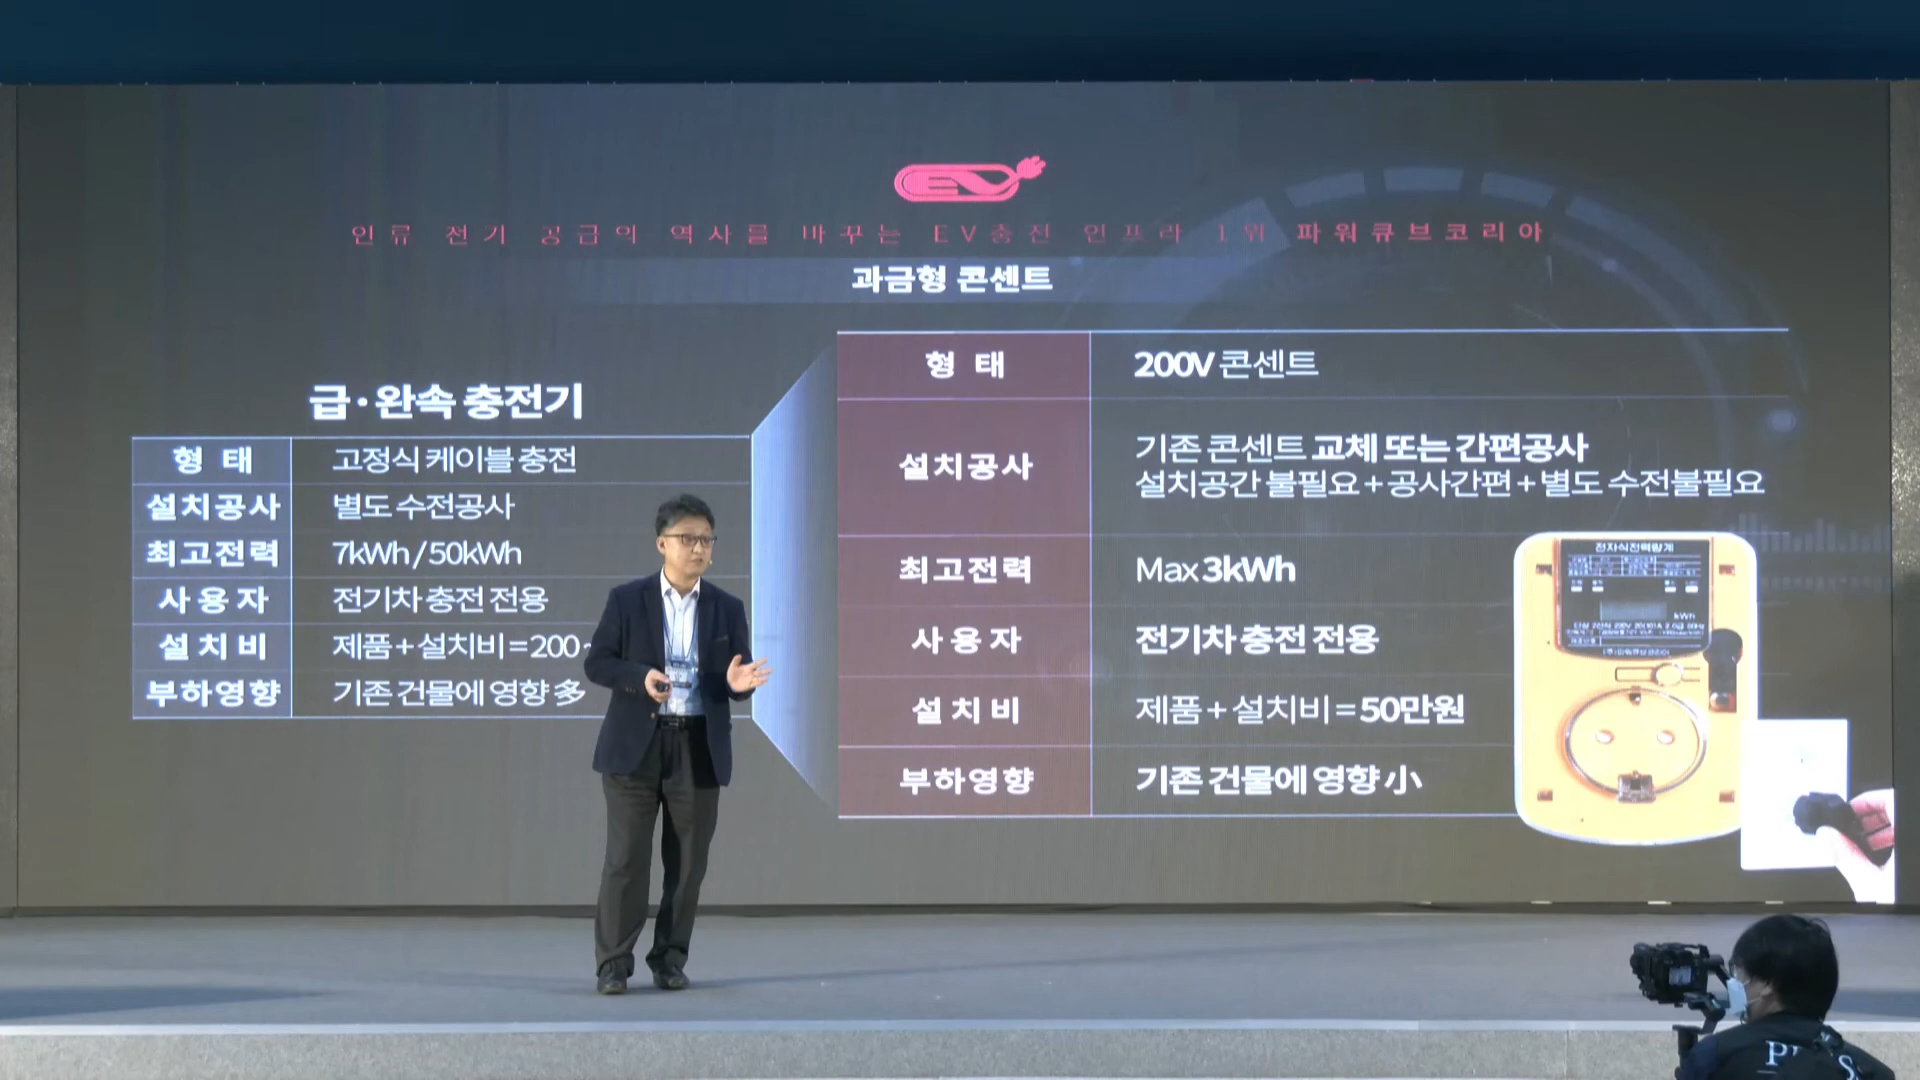 EV
인류 전기 공급의 역사를 바꾸는 EV충전 인프라 1위 파워큐브코리아
과금형 콘센트
급·완속 충전기
형 태 고정식 케이블 충전
설치공사 별도 수전공사
최고전력 7kWh / 50kWh
사 용 자 전기차 충전 전용
설 치 비 제품 + 설치비 = 200 ~
부하영향 기존 건물에 영향 多
형 태 200V 콘센트
설치공사 기존 콘센트 교체 또는 간편공사
설치공간 불필요 + 공사간편 + 별도 수전불필요
최고전력 Max 3kWh
사 용 자 전기차 충전 전용
설 치 비 제품 + 설치비 = 50만원
부하영향 기존 건물에 영향 小
전자식전력량계
kWh